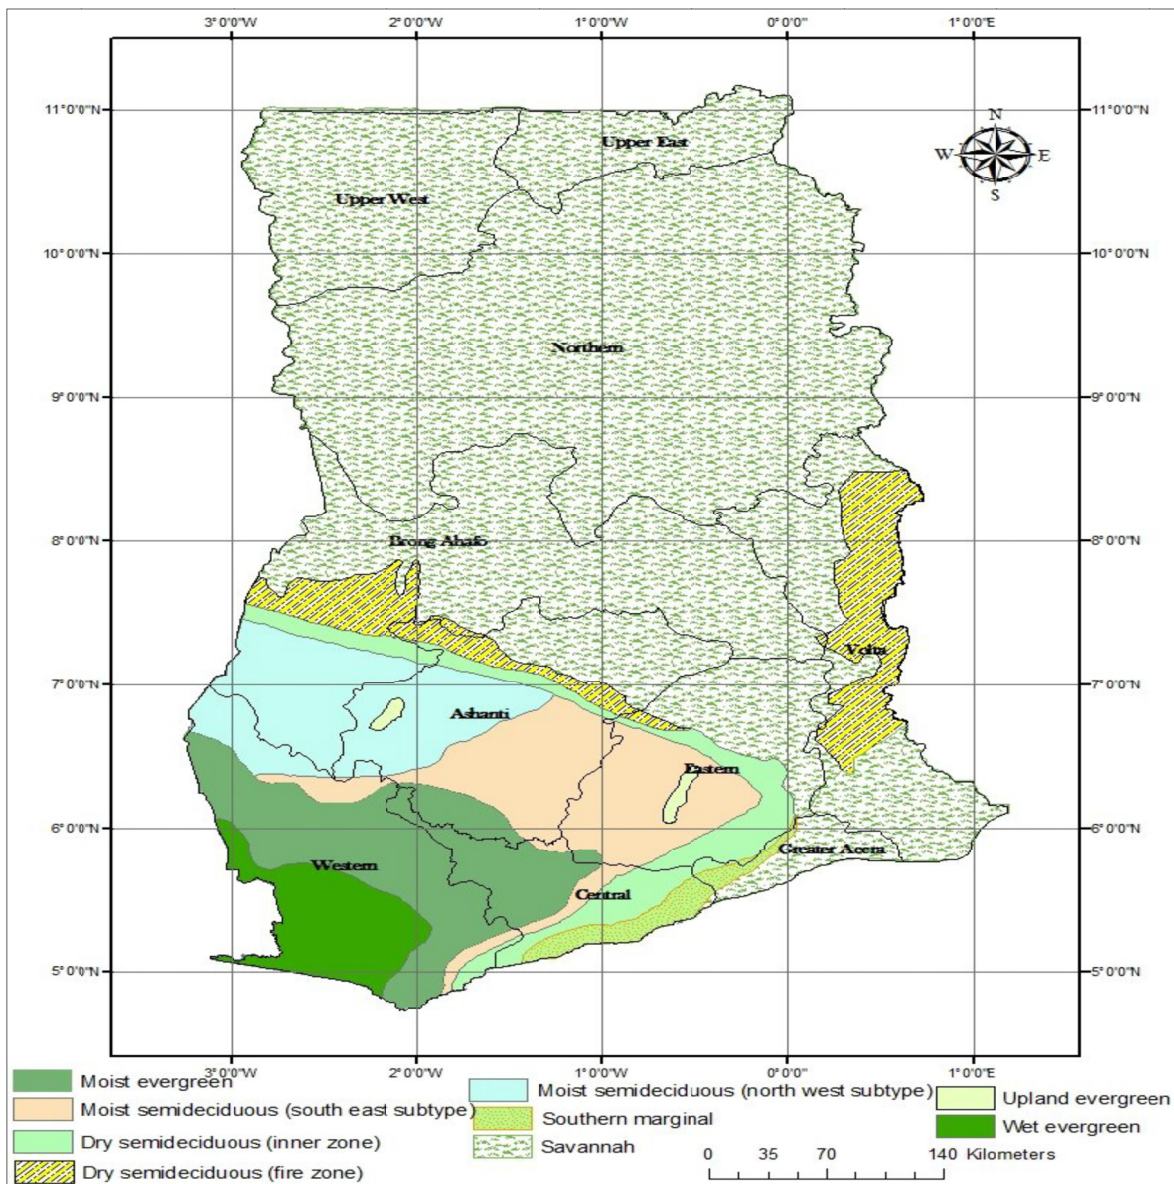 3°0'0"W 2°0'0"W 1°0'0"W 0°0'0" 1°0'0"E
11°0'0"N 11°0'0"N
N
W E
S
Upper East
Upper West
10°0'0"N 10°0'0"N
Northern
9°0'0"N 9°0'0"N
8°0'0"N 8°0'0"N
Brong Ahafo
Volta
7°0'0"N 7°0'0"N
Ashanti
Eastern
6°0'0"N 6°0'0"N
Greater Accra
Western
Central
5°0'0"N 5°0'0"N
3°0'0"W 2°0'0"W 1°0'0"W 0°0'0" 1°0'0"E
Moist evergreen
Moist semideciduous (south east subtype)
Dry semideciduous (inner zone)
Dry semideciduous (fire zone)
Moist semideciduous (north west subtype)
Southern marginal
Savannah
Upland evergreen
Wet evergreen
0 35 70 140 Kilometers